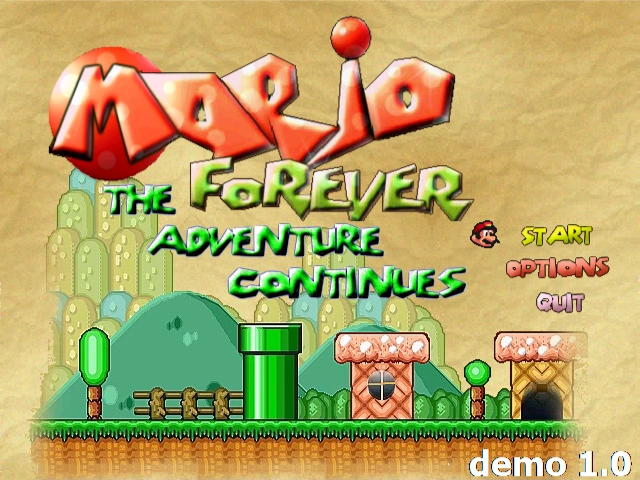 MARIO
FOREVER
THE
ADVENTURE
CONTINUES
START
OPTIONS
QUIT
demo 1.0